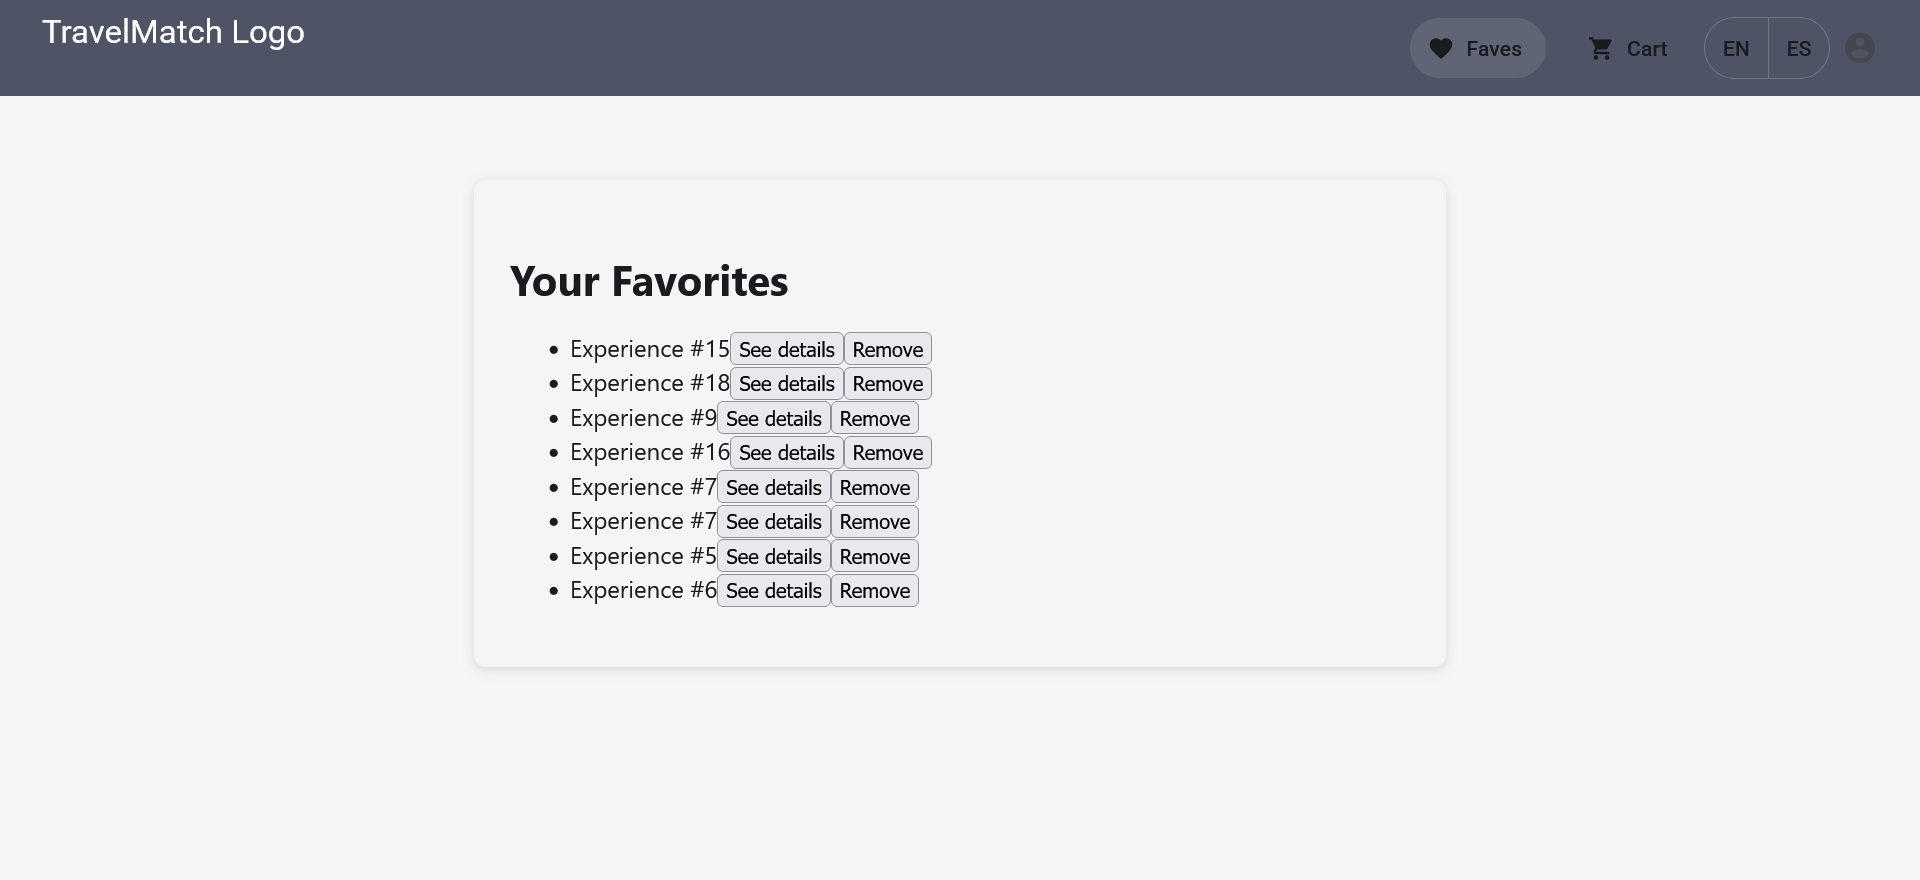 TravelMatch Logo
Faves
Cart
EN
ES
Your Favorites
Experience #15 See details Remove
Experience #18 See details Remove
Experience #9 See details Remove
Experience #16 See details Remove
Experience #7 See details Remove
Experience #7 See details Remove
Experience #5 See details Remove
Experience #6 See details Remove